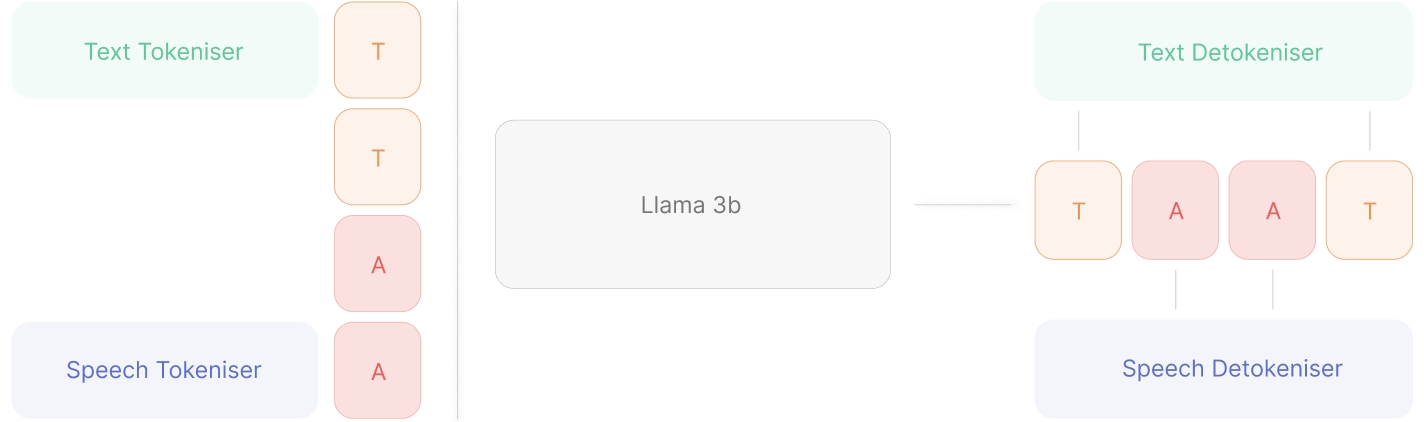 Text Tokeniser
T
T
A
Speech Tokeniser
A
Llama 3b
Text Detokeniser
T
A
A
T
Speech Detokeniser